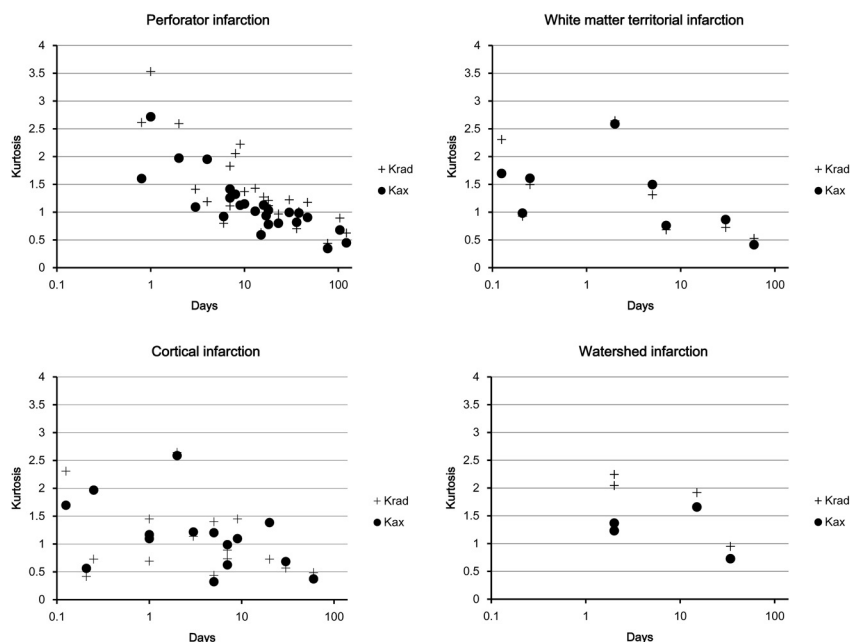 Perforator infarction
4
3.5
3
2.5
2
1.5
1
0.5
0
Kurtosis
0.1 1 10 100
Days
Krad
Kax
White matter territorial infarction
4
3.5
3
2.5
2
1.5
1
0.5
0
Kurtosis
0.1 1 10 100
Days
Krad
Kax
Cortical infarction
4
3.5
3
2.5
2
1.5
1
0.5
0
Kurtosis
0.1 1 10 100
Days
Krad
Kax
Watershed infarction
4
3.5
3
2.5
2
1.5
1
0.5
0
Kurtosis
0.1 1 10 100
Days
Krad
Kax